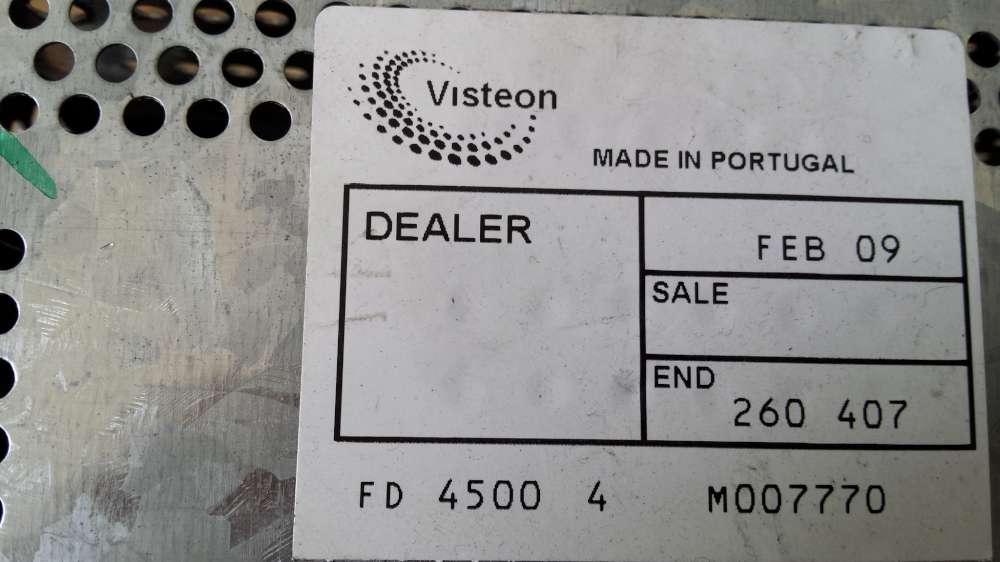 Visteon
MADE IN PORTUGAL
DEALER
FEB 09
SALE
END
260 407
FD 4500 4 M007770